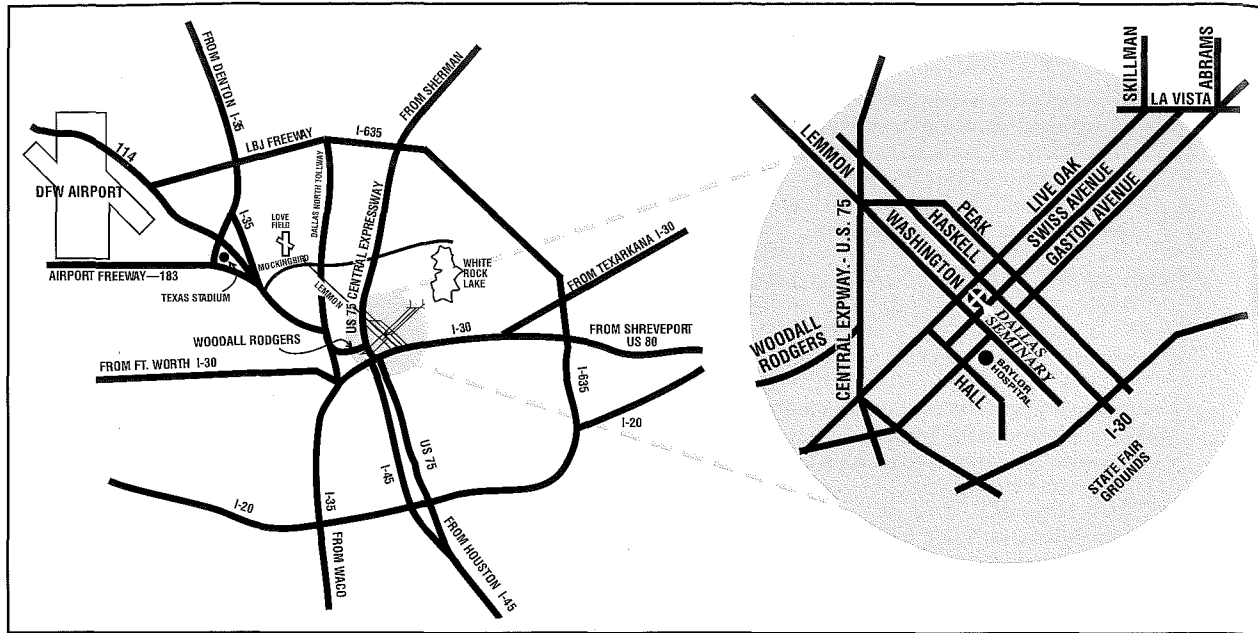 FROM DENTON I-35
FROM SHERMAN
114
LBJ FREEWAY
I-635
DFW AIRPORT
DALLAS NORTH TOLLWAY
I-35
LOVE
FIELD
US 75 CENTRAL EXPRESSWAY
MOCKINGBIRD
AIRPORT FREEWAY—183
TEXAS STADIUM
LEMMON
WHITE
ROCK
LAKE
FROM TEXARKANA I-30
WOODALL RODGERS
I-30
FROM SHREVEPORT
US 80
FROM FT. WORTH I-30
I-635
I-20
US 75
I-45
I-20
I-35
FROM WACO
FROM HOUSTON I-45
SKILLMAN
ABRAMS
LA VISTA
LEMMON
LIVE OAK
SWISS AVENUE
GASTON AVENUE
PEAK
HASKELL
WASHINGTON
CENTRAL EXPWAY.- U.S. 75
WOODALL
RODGERS
DALLAS
SEMINARY
BAYLOR
HOSPITAL
HALL
I-30
STATE FAIR
GROUNDS